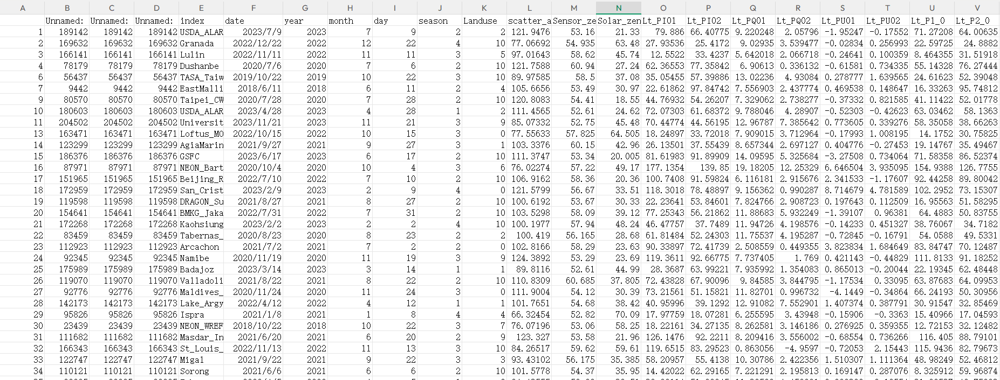 A B C D E F G H I J K L M N O P Q R S T U V
Unnamed: Unnamed: Unnamed: index date year month day season Landuse scatter_a Sensor_ze Solar_zen Lt_PI01 Lt_PI02 Lt_PQ01 Lt_PQ02 Lt_PU01 Lt_PU02 Lt_P1_0 Lt_P2_0
1 189142 189142 189142 USDA_ALAR 2023/7/9 2023 7 9 2 2 121.9476 53.16 21.33 79.886 66.40775 9.220248 2.05796 -1.95247 -0.17552 71.27208 64.00635
2 169632 169632 169632 Granada 2022/12/22 2022 12 22 4 10 77.06692 54.935 63.48 27.93536 25.4172 9.02935 3.539477 -0.02834 0.256993 22.59725 24.8882
3 166141 166141 166141 Lulin 2022/11/11 2022 11 11 3 5 97.01643 58.62 45.74 12.5522 33.4237 5.642018 2.066718 -0.24641 0.100359 8.464355 31.51918
4 78179 78179 78179 Dushanbe 2020/7/6 2020 7 6 2 10 121.7588 60.94 27.24 62.36553 77.35842 6.90613 0.336132 -0.61581 0.734335 55.14328 76.27444
6 56437 56437 56437 TASA_Taiw 2019/10/22 2019 10 22 3 10 89.97585 58.5 37.08 35.05455 57.39886 13.02236 4.93084 0.278777 1.639565 24.61623 52.39048
7 9442 9442 9442 EastMalli 2018/6/11 2018 6 11 2 4 105.6656 53.49 30.97 22.61862 97.84742 7.556903 2.437774 0.469538 0.148647 16.33263 95.74812
9 80570 80570 80570 Taipei_CW 2020/7/28 2020 7 28 2 10 120.8083 54.41 18.55 44.76932 54.26207 7.329062 2.738277 -0.37332 0.821585 41.11422 52.01778
10 180603 180603 180603 USDA_ALAR 2023/4/28 2023 4 28 1 2 111.4565 52.61 24.62 72.07303 61.68372 9.788046 4.28907 -0.52303 -0.42623 63.03462 58.1363
11 204502 204502 204502 Universit 2023/11/21 2023 11 21 3 9 85.07332 52.75 45.48 70.44774 44.56195 12.96787 7.385642 0.773605 0.339276 58.35058 38.66263
13 163471 163471 163471 Loftus_MO 2022/10/15 2022 10 15 3 0 77.55633 57.825 64.505 18.24897 33.72018 7.909015 3.712964 -0.17993 1.008195 14.1752 30.75825
14 123299 123299 123299 AgiaMarin 2021/9/27 2021 9 27 3 1 103.3376 60.15 42.96 26.13501 37.55439 8.657344 2.697127 0.404776 -0.27453 19.14767 35.49467
15 186376 186376 186376 GSFC 2023/6/17 2023 6 17 2 10 111.3747 53.34 20.005 81.61983 91.89909 14.09595 5.325684 -3.27508 0.734064 71.58358 86.52374
16 87971 87971 87971 NEON_Bart 2020/10/4 2020 10 4 3 6 76.02274 57.22 49.17 177.1354 139.85 19.18205 12.25329 6.646504 3.935095 154.9388 126.7755
17 151965 151965 151965 Beijing_R 2022/7/10 2022 7 10 2 10 106.9162 58.36 20.36 100.7408 91.59824 6.116181 2.915676 2.341533 -1.17607 92.44258 89.80042
18 172959 172959 172959 San_Crist 2023/2/9 2023 2 9 4 0 121.5799 56.67 33.51 118.3018 78.48897 9.156362 0.990287 8.714679 4.781589 102.2952 73.15307
19 119598 119598 119598 DRAGON_Su 2021/8/27 2021 8 27 2 10 100.6192 53.67 30.33 22.23641 53.84601 7.824766 2.908723 0.197643 0.112509 16.95563 51.58295
20 154641 154641 154641 BMKG_Jaka 2022/7/31 2022 7 31 2 10 103.5298 58.09 39.12 77.25343 56.21862 11.88683 5.932249 -1.39107 0.96381 64.4883 50.83755
21 172268 172268 172268 Kaohsiung 2023/2/2 2023 2 2 4 10 100.1977 57.94 48.24 46.47757 37.7489 11.94726 4.198576 -0.14233 0.451327 38.76067 34.7182
22 83459 83459 83459 Tabernas_ 2020/8/23 2020 8 23 2 2 100.419 56.165 28.68 61.81484 52.24303 11.75537 4.195287 -0.72845 -0.16791 54.0588 49.5331
23 112923 112923 112923 Arcachon 2021/7/2 2021 7 2 2 0 102.8166 58.29 23.63 90.33897 72.41739 2.508559 0.449355 3.823834 1.684649 83.84747 70.12487
24 92345 92345 92345 Namibe 2020/11/19 2020 11 19 3 9 124.3892 53.29 23.69 119.3611 92.66775 7.737405 1.769 0.421143 -0.44829 111.8133 91.18252
25 175989 175989 175989 Badajoz 2023/3/14 2023 3 14 1 1 89.8116 52.61 44.99 28.3687 63.99221 7.935992 1.354083 0.865013 -0.20044 22.19345 62.48448
26 119070 119070 119070 Valladoli 2021/8/22 2021 8 22 2 10 110.8309 60.685 37.805 72.43828 67.90096 9.84585 3.844795 -1.17534 0.33095 63.87683 64.09953
27 92776 92776 92776 Maldives_ 2020/11/24 2020 11 24 3 0 111.9004 54.12 30.39 73.21561 51.15821 11.82701 0.996732 -4.1449 -0.34864 66.24193 50.30956
28 142173 142173 142173 Lake_Argy 2022/4/12 2022 4 12 1 1 101.7651 54.68 38.42 40.95996 39.1292 12.91082 7.552901 1.407374 0.387791 30.91547 32.85469
29 95826 95826 95826 Ispra 2021/1/8 2021 1 8 4 4 66.32454 52.82 70.09 17.97759 18.07281 6.255595 3.43948 -0.15906 -0.3363 15.40966 17.04593
30 23439 23439 23439 NEON_WREF 2018/10/22 2018 10 22 3 7 76.07196 53.06 58.25 18.22161 34.27135 8.262581 3.146186 0.276925 0.359355 12.72153 32.12482
31 111682 111682 111682 Masdar_In 2021/6/20 2021 6 20 2 9 123.327 53.58 21.96 126.1476 92.2211 8.209416 3.556002 -0.68554 0.736266 116.405 88.79101
32 166343 166343 166343 St_Louis_ 2022/11/13 2022 11 13 3 10 84.26517 59.62 59.61 119.6515 83.29523 0.863056 -4.9597 -0.72053 2.15443 115.9436 82.79673
33 122747 122747 122747 Migal 2021/9/22 2021 9 22 3 3 93.43102 56.175 35.385 58.20957 55.4138 10.30786 2.422356 1.510307 1.111364 48.98249 52.46812
34 110121 110121 110121 Sorong 2021/6/6 2021 6 6 2 10 101.5778 54.37 35.95 14.42022 62.29165 7.221291 2.195813 0.169147 0.287076 8.325912 59.96874